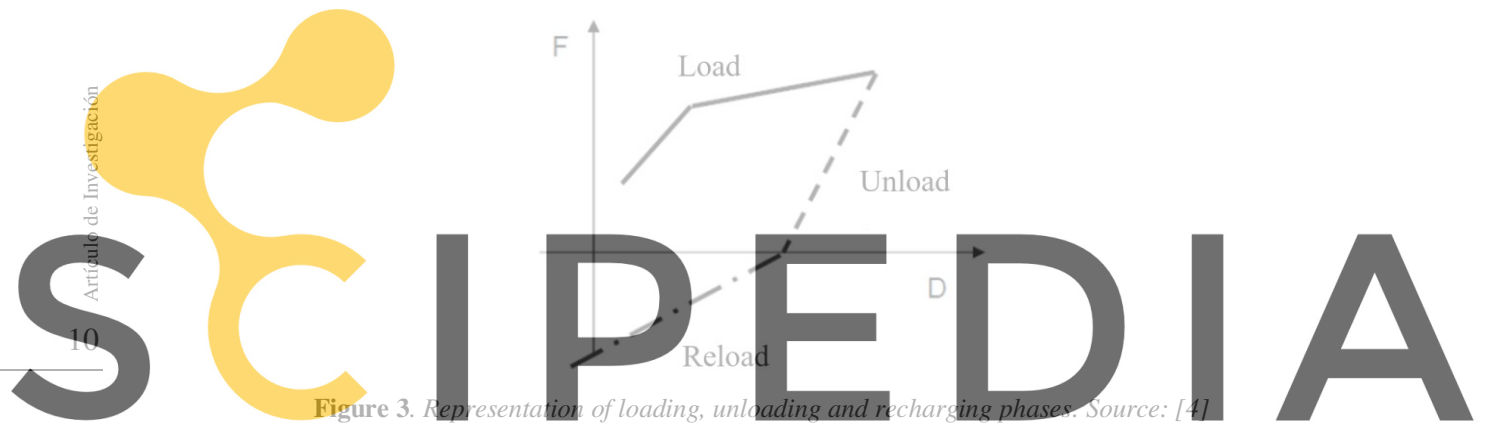 F
Load
Artículo de Investigación
Unload
SCIPEDIA
D
10
Reload
Figure 3. Representation of loading, unloading and recharging phases. Source: [4]